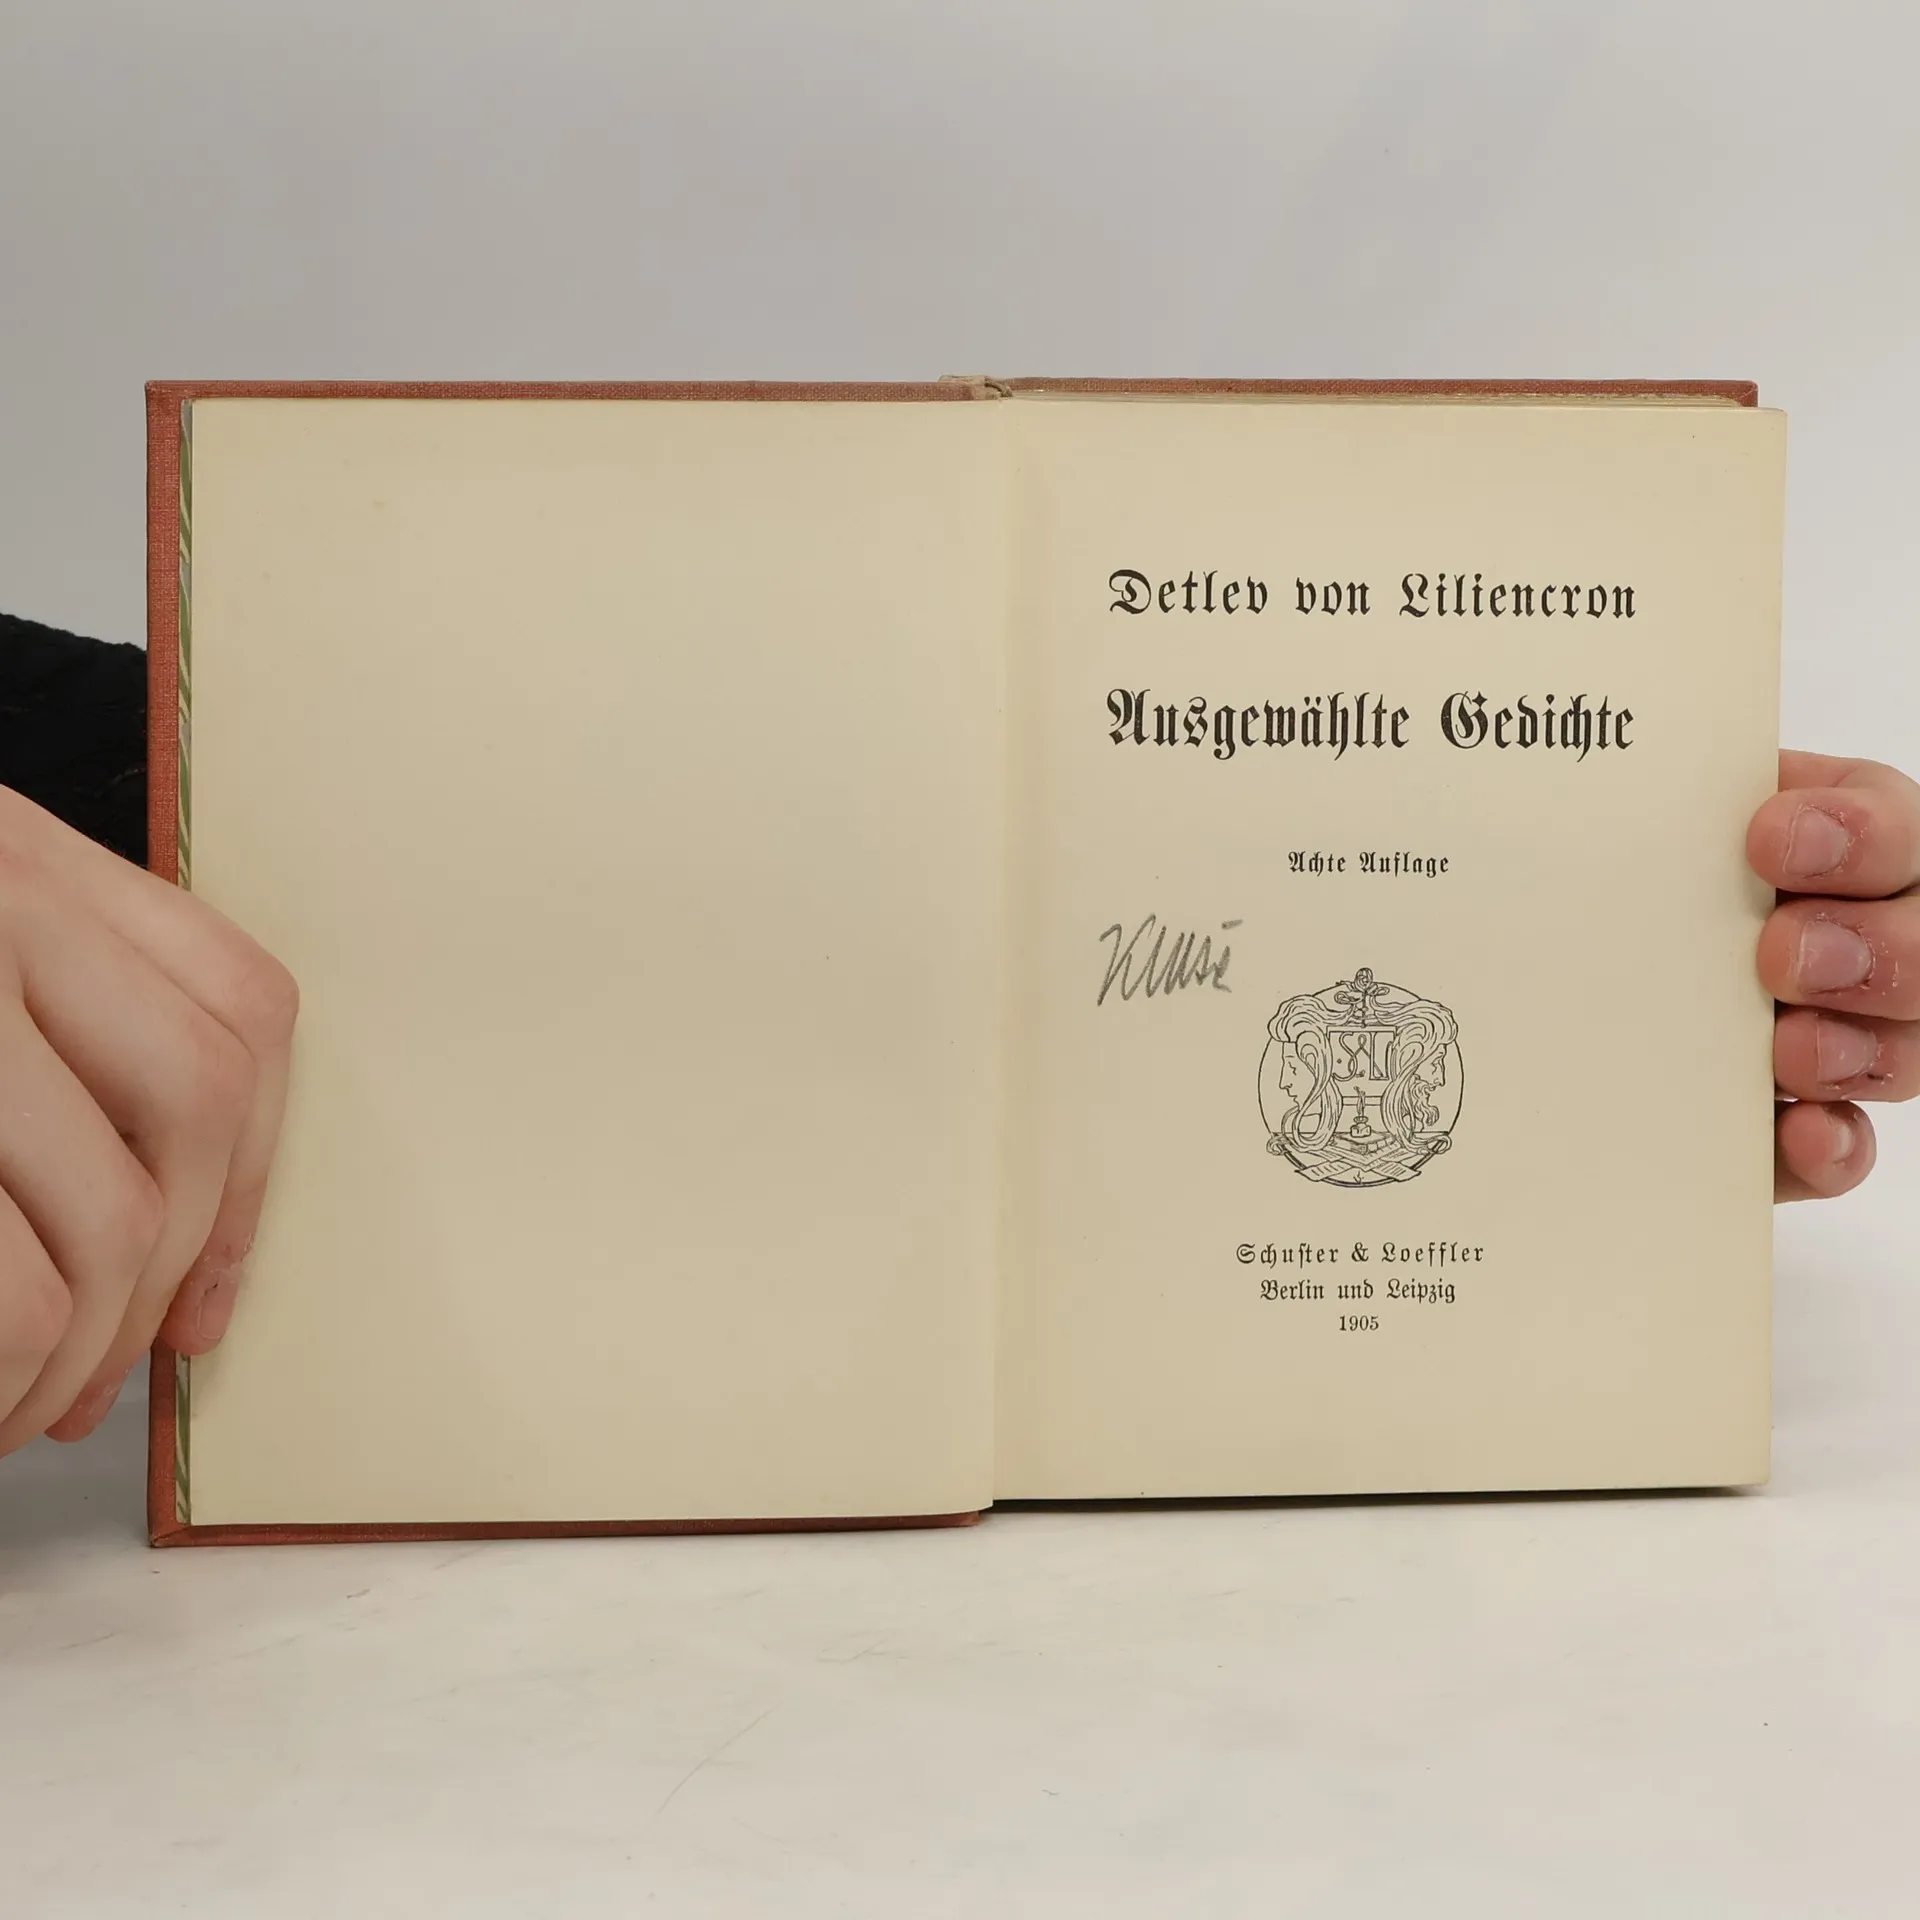 Detlev von Liliencron
Ausgewählte Gedichte
Achte Auflage
Schuster & Loeffler
Berlin und Leipzig
1905